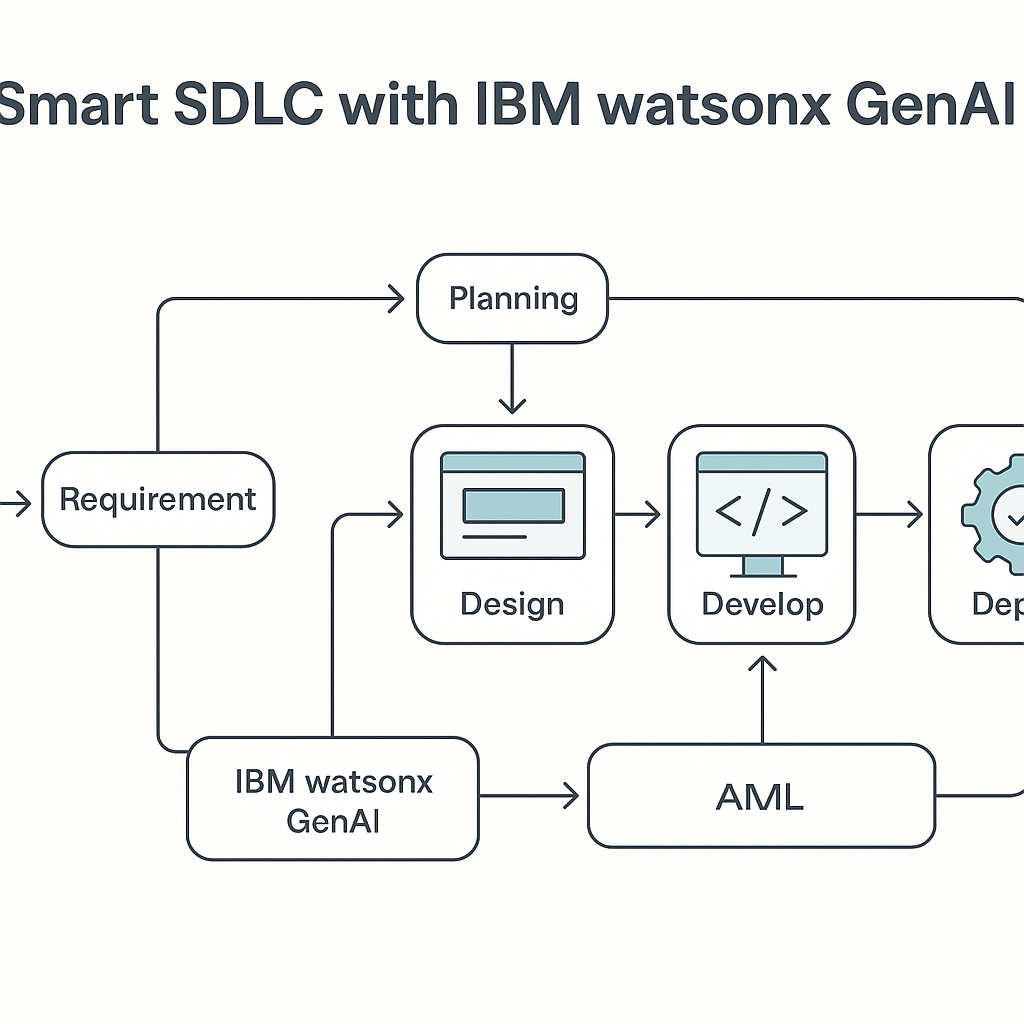 Smart SDLC with IBM watsonx GenAI
Planning
Requirement
Design
Develop
Dep
IBM watsonx
GenAI
AML